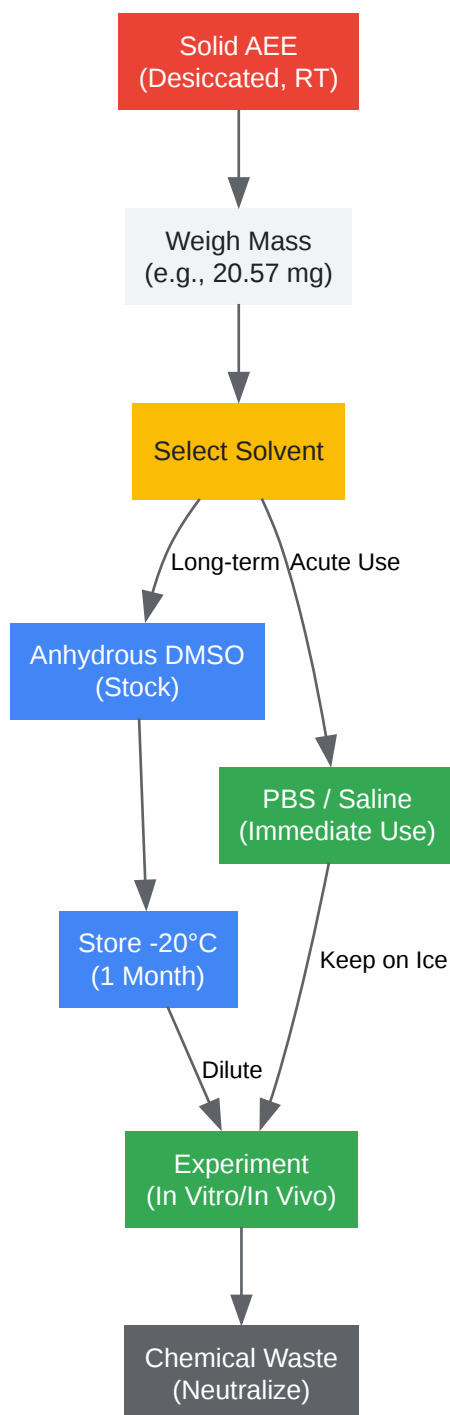 Solid AEE
(Desiccated, RT)
Weigh Mass
(e.g., 20.57 mg)
Select Solvent
Long-term
Acute Use
Anhydrous DMSO
(Stock)
PBS / Saline
(Immediate Use)
Store -20°C
(1 Month)
Keep on Ice
Dilute
Experiment
(In Vitro/In Vivo)
Chemical Waste
(Neutralize)